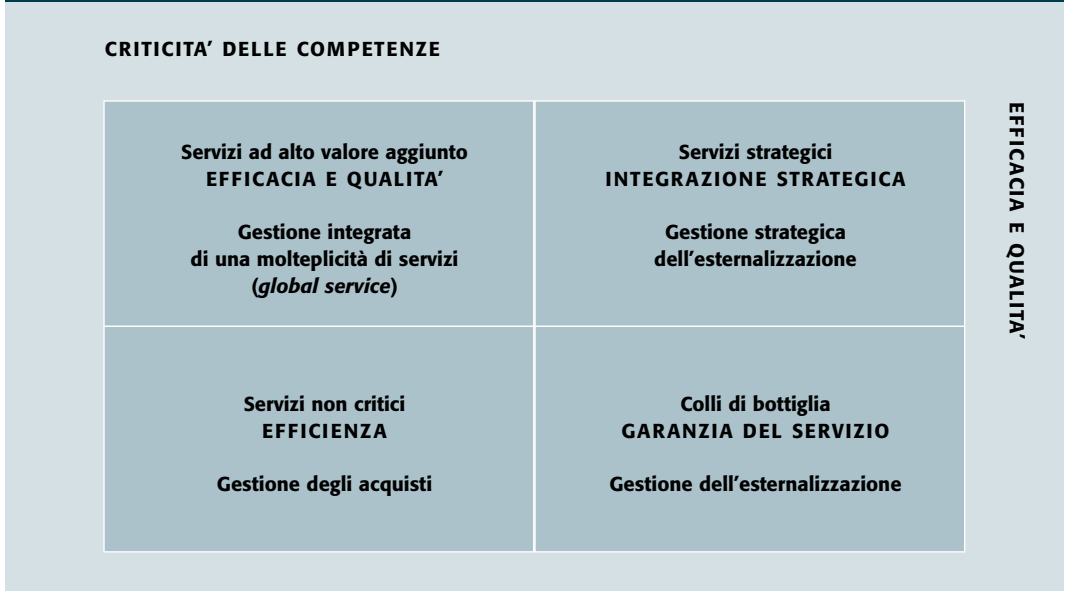 CRITICITA’ DELLE COMPETENZE
Servizi ad alto valore aggiunto
EFFICACIA E QUALITA’
Gestione integrata
di una molteplicità di servizi
(global service)
Servizi strategici
INTEGRAZIONE STRATEGICA
Gestione strategica
dell’esternalizzazione
EFFICACIA E QUALITA’
Servizi non critici
EFFICIENZA
Gestione degli acquisti
Colli di bottiglia
GARANZIA DEL SERVIZIO
Gestione dell’esternalizzazione